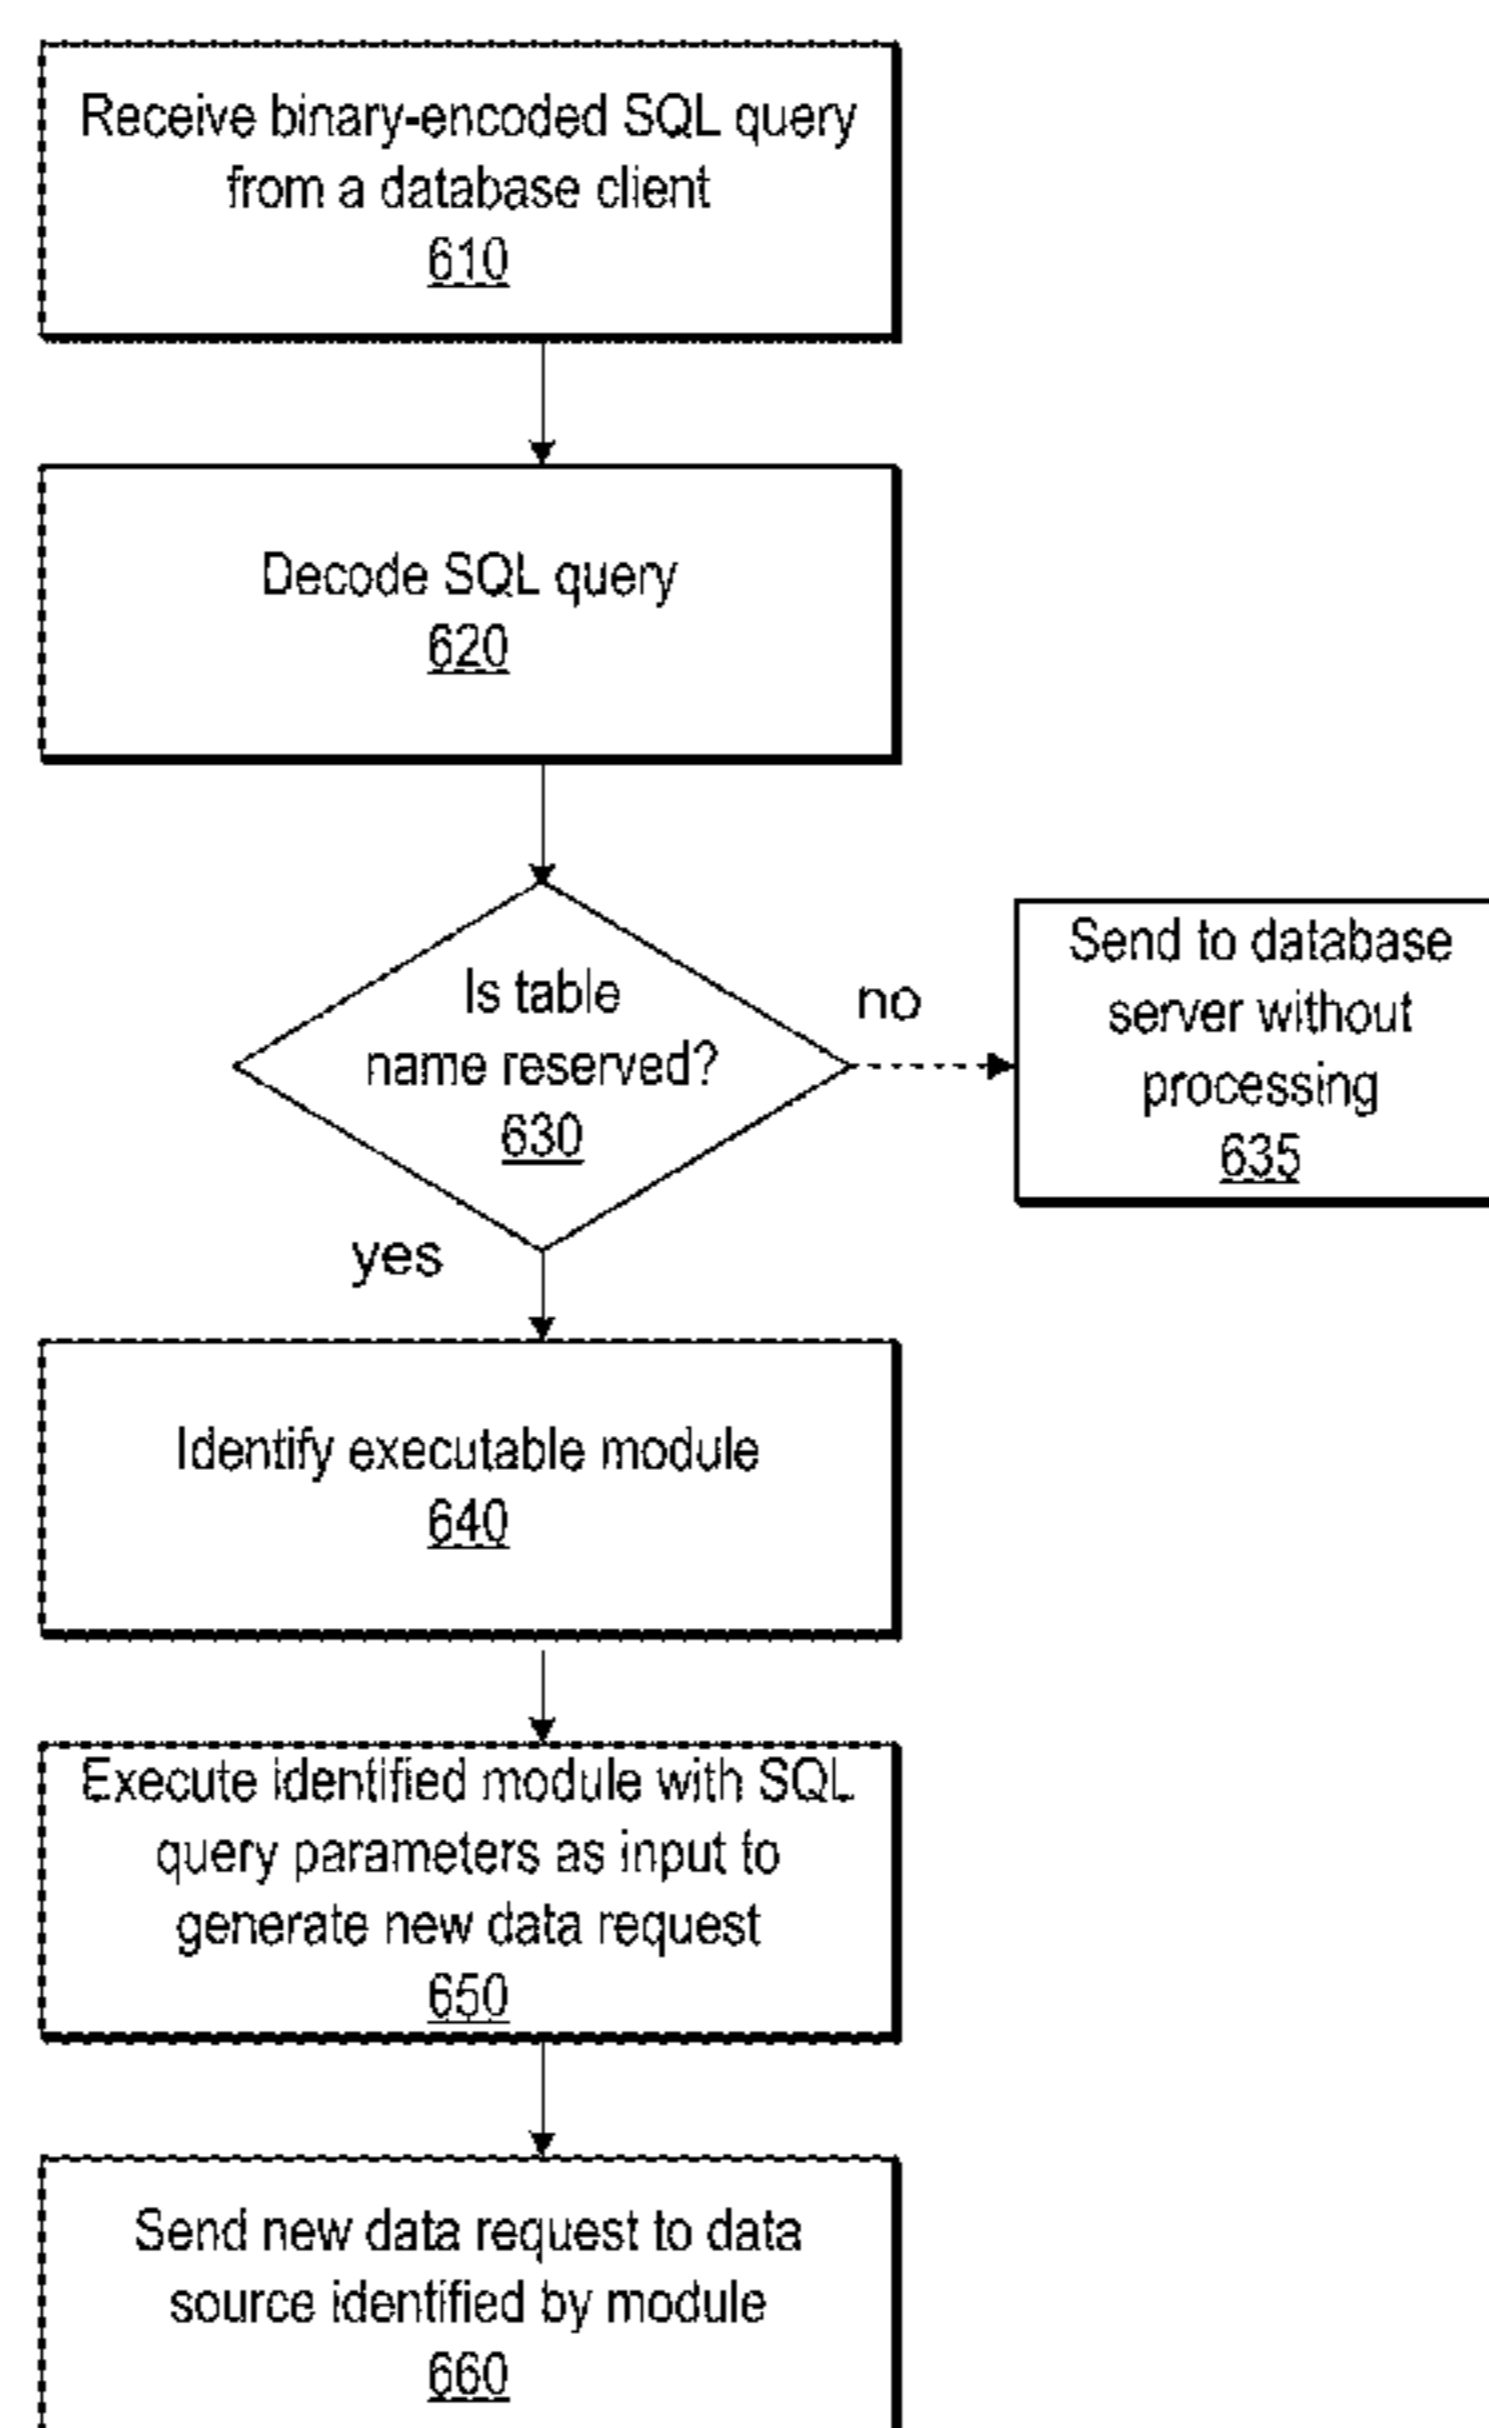 Receive binary-encoded SQL query
from a database client
610
Decode SQL query
620
Is table
name reserved?
630
no
Send to database
server without
processing
635
yes
Identify executable module
640
Execute identified module with SQL
query parameters as input to
generate new data request
650
Send new data request to data
source identified by module
660